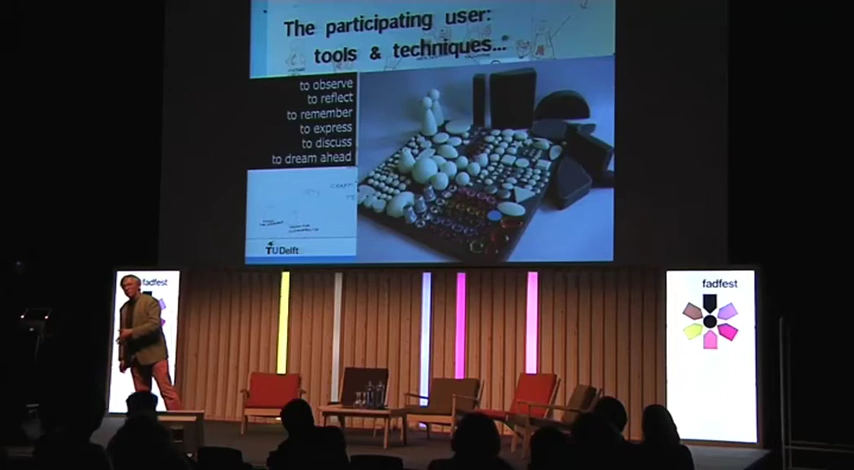 The participating user:
tools & techniques...
to observe
to reflect
to remember
to express
to discuss
to dream ahead
TUDelft
fadfest
fadfest